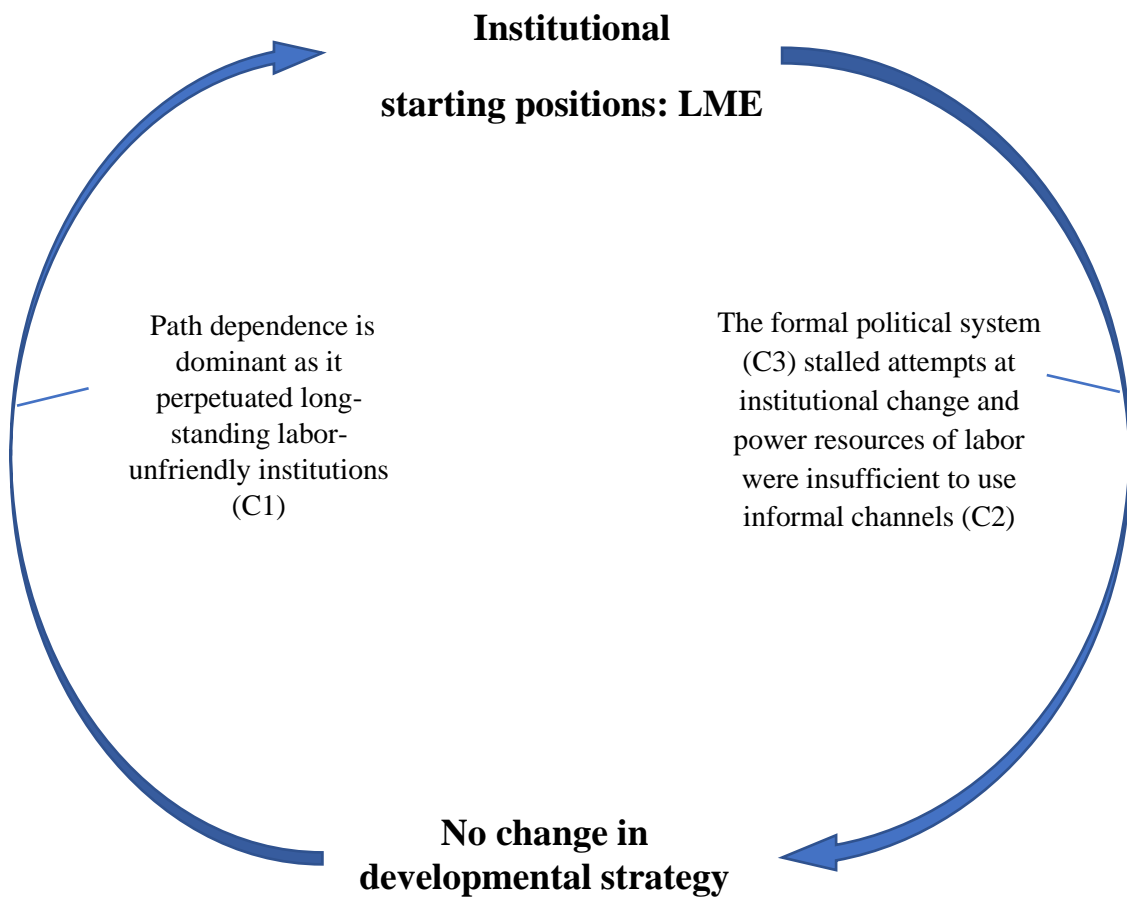 Institutional
starting positions: LME
Path dependence is
dominant as it
perpetuated long-
standing labor-
unfriendly institutions
(C1)
The formal political system
(C3) stalled attempts at
institutional change and
power resources of labor
were insufficient to use
informal channels (C2)
No change in
developmental strategy